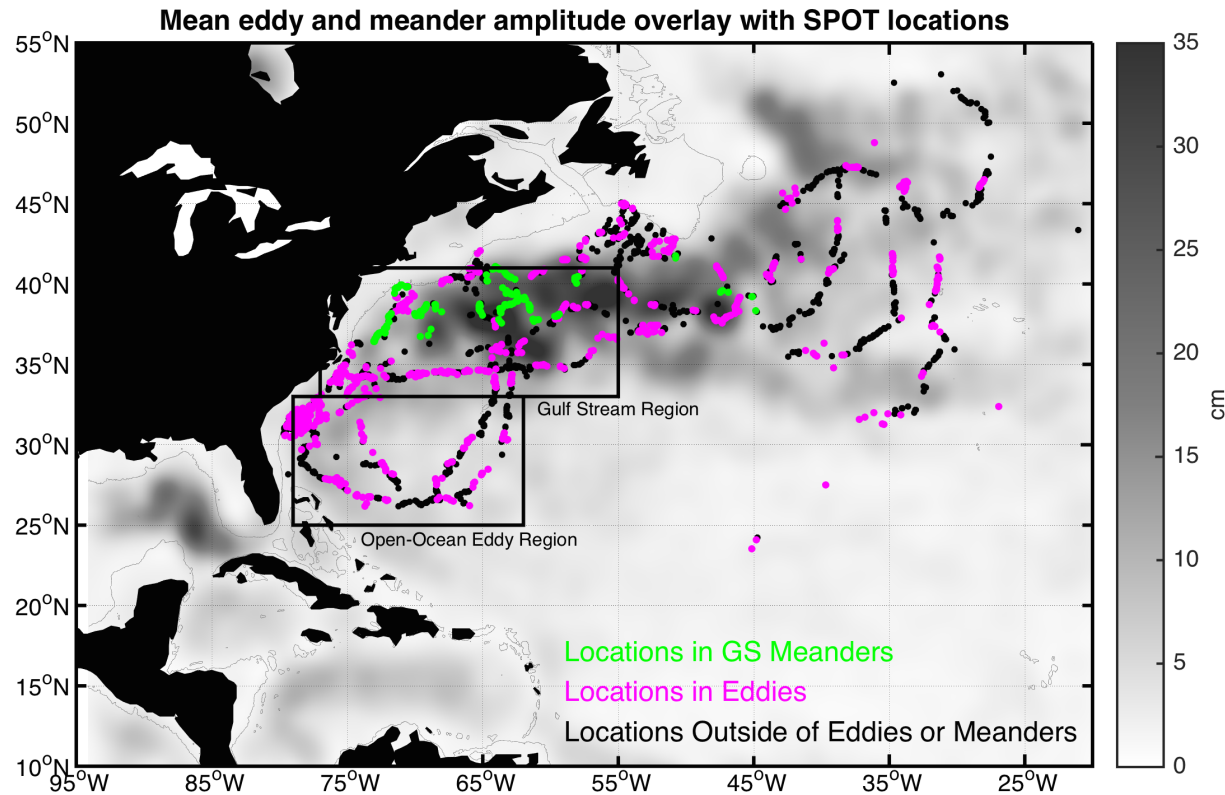 Mean eddy and meander amplitude overlay with SPOT locations
55°N
50°N
45°N
40°N
35°N
30°N
25°N
20°N
15°N
10°N
95°W
85°W
75°W
65°W
55°W
45°W
35°W
25°W
Gulf Stream Region
Open-Ocean Eddy Region
Locations in GS Meanders
Locations in Eddies
Locations Outside of Eddies or Meanders
35
30
25
20
15
10
5
0
cm